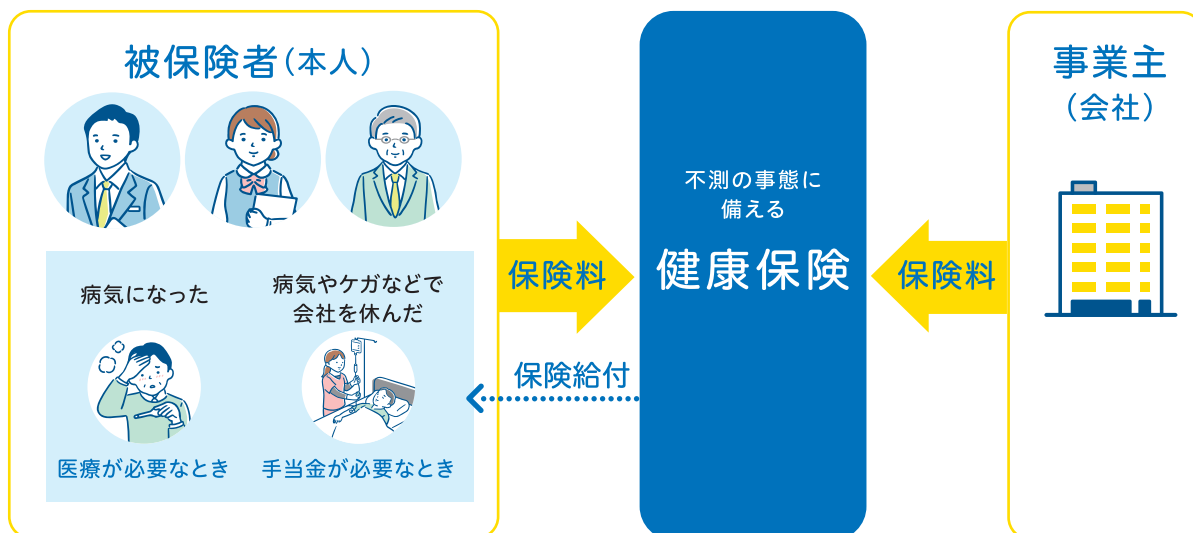 被保険者(本人)
病気になった
病気やケガなどで
会社を休んだ
医療が必要なとき
手当金が必要なとき
保険料
保険給付
不測の事態に
備える
健康保険
保険料
事業主
(会社)